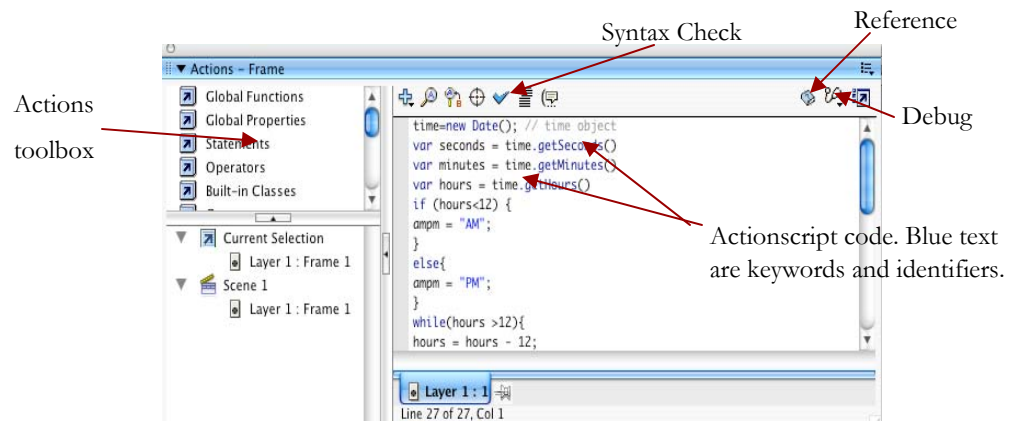 Reference
Syntax Check
Debug
Actions
toolbox
Actions – Frame
Global Functions
Global Properties
Statements
Operators
Built-in Classes
Current Selection
Layer 1 : Frame 1
Scene 1
Layer 1 : Frame 1
time=new Date(); // time object
var seconds = time.getSeconds()
var minutes = time.getMinutes()
var hours = time.getHours()
if (hours<12) {
ampm = "AM";
}
else{
ampm = "PM";
}
while(hours >12){
hours = hours - 12;
Actionscript code. Blue text
are keywords and identifiers.
Layer 1 : 1
Line 27 of 27, Col 1